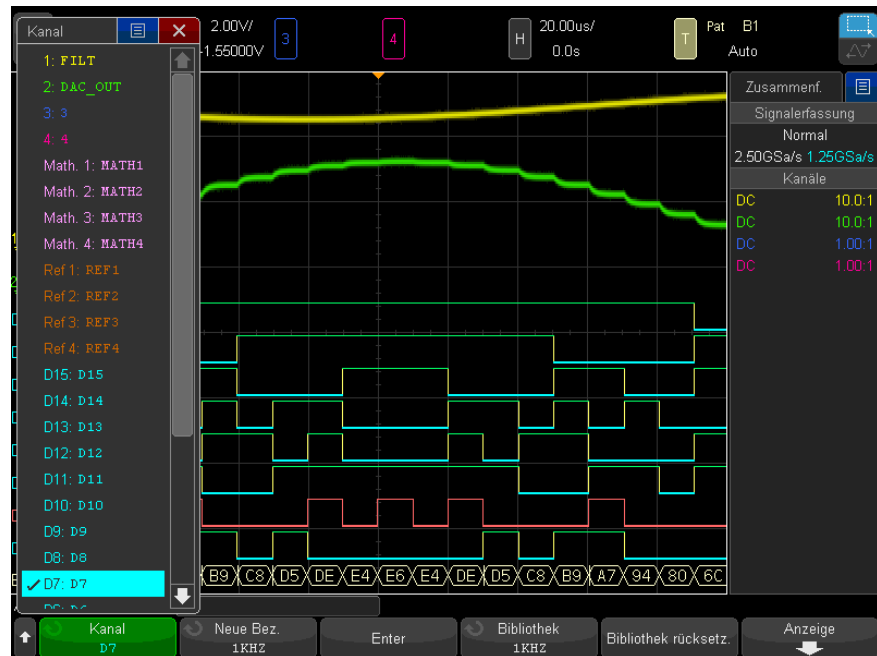 Kanal
2.00V/
-1.55000V
3
4
H
20.00us/
0.0s
T
Pat B1
Auto
1: FILT
2: DAC_OUT
3: 3
4: 4
Math. 1: MATH1
Math. 2: MATH2
Math. 3: MATH3
Math. 4: MATH4
Ref 1: REF1
Ref 2: REF2
Ref 3: REF3
Ref 4: REF4
D15: D15
D14: D14
D13: D13
D12: D12
D11: D11
D10: D10
D9: D9
D8: D8
D7: D7
Zusammenf.
Signalerfassung
Normal
2.50GSa/s 1.25GSa/s
Kanäle
DC 10.0:1
DC 10.0:1
DC 1.00:1
DC 1.00:1
B9 C8 D5 DE E4 E6 E4 DE D5 C8 B9 A7 94 80 6C
Kanal
D7
Neue Bez.
1KHZ
Enter
Bibliothek
1KHZ
Bibliothek rücksetz.
Anzeige